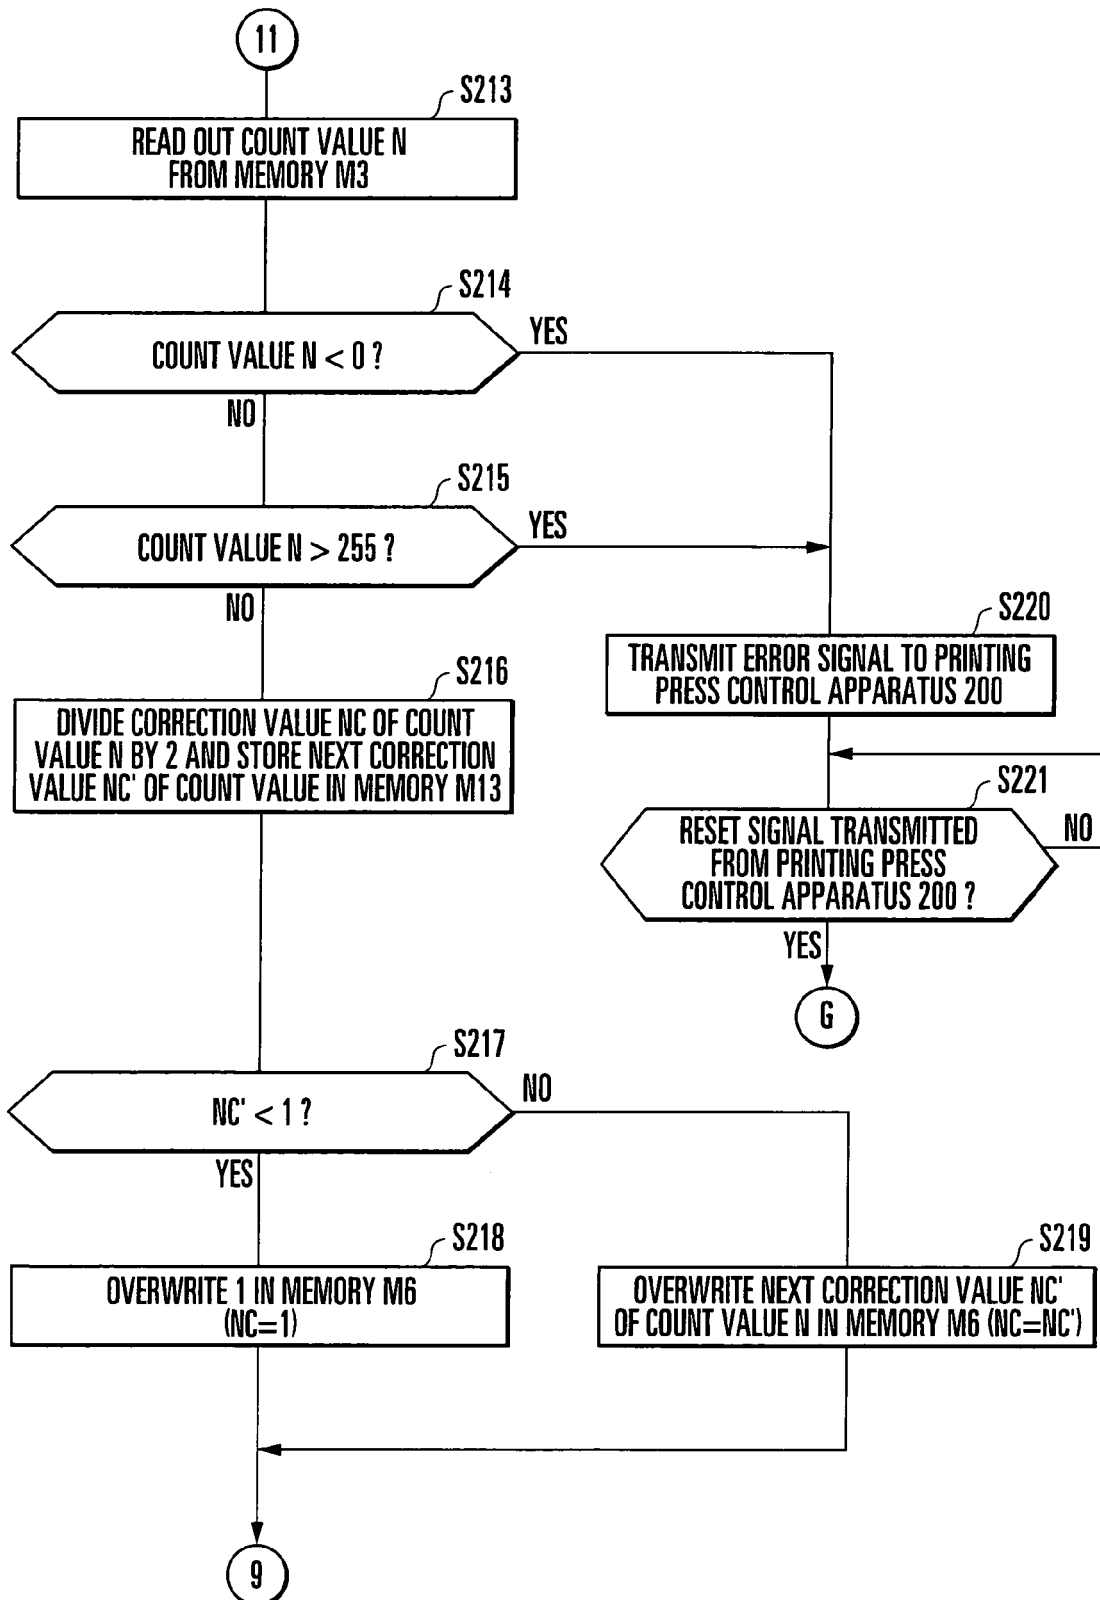 11
S213
READ OUT COUNT VALUE N
FROM MEMORY M3
S214
COUNT VALUE N < 0 ?
YES
NO
S215
COUNT VALUE N > 255 ?
YES
NO
S216
DIVIDE CORRECTION VALUE NC OF COUNT
VALUE N BY 2 AND STORE NEXT CORRECTION
VALUE NC' OF COUNT VALUE IN MEMORY M13
S220
TRANSMIT ERROR SIGNAL TO PRINTING
PRESS CONTROL APPARATUS 200
S221
RESET SIGNAL TRANSMITTED
FROM PRINTING PRESS
CONTROL APPARATUS 200 ?
NO
YES
G
S217
NC' < 1 ?
NO
YES
S218
OVERWRITE 1 IN MEMORY M6
(NC=1)
S219
OVERWRITE NEXT CORRECTION VALUE NC'
OF COUNT VALUE N IN MEMORY M6 (NC=NC')
9